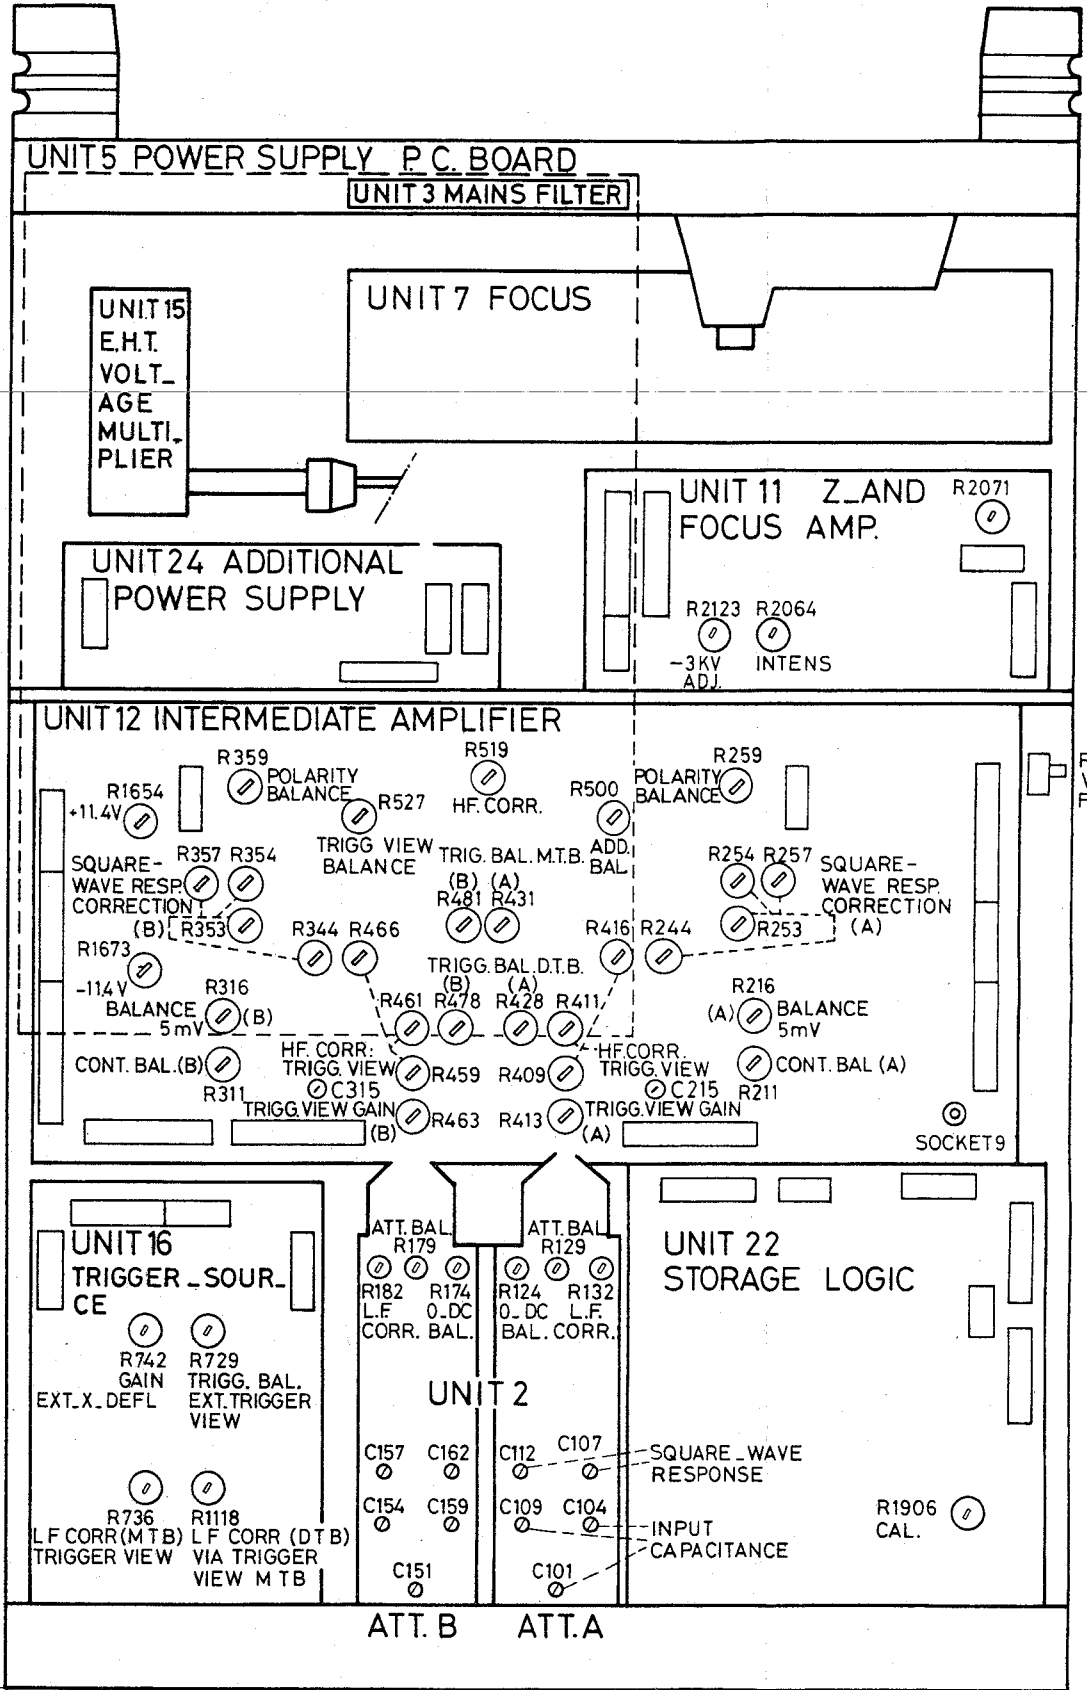 UNIT 5 POWER SUPPLY P.C. BOARD
UNIT 3 MAINS FILTER
UNIT 7 FOCUS
UNIT 15
E.H.T.
VOLT_
AGE
MULTI_
PLIER
UNIT 11 Z_AND
FOCUS AMP.
R2071
R2123
-3KV
ADJ.
R2064
INTENS
UNIT 24 ADDITIONAL
POWER SUPPLY
UNIT 12 INTERMEDIATE AMPLIFIER
R359
POLARITY
BALANCE
R519
HF. CORR.
R259
POLARITY
BALANCE
R1654
+11.4V
R527
TRIGG VIEW
BALANCE
R500
ADD.
BAL.
TRIG. BAL. M.T.B.
(B) (A)
R481 R431
SQUARE-
WAVE RESP.
CORRECTION
(B)
R357 R354
R353
R254 R257
R253
SQUARE-
WAVE RESP.
CORRECTION
(A)
R344 R466
R416 R244
R1673
-11.4V
TRIGG. BAL. D.T.B.
(B) (A)
R461 R478 R428 R411
R316
BALANCE
5mV
(B)
R216
(A)
BALANCE
5mV
CONT. BAL. (B)
R311
HF. CORR.
TRIGG. VIEW
R459
R409
HF. CORR.
TRIGG. VIEW
C315
C215
R211
CONT. BAL (A)
TRIGG. VIEW GAIN
(B)
R463
R413
TRIGG. VIEW GAIN
(A)
SOCKET 9
UNIT 16
TRIGGER_SOUR_
CE
R742
GAIN
EXT_X_DEFL
R729
TRIGG. BAL.
EXT. TRIGGER
VIEW
R736
LF CORR (MTB)
TRIGGER VIEW
R1118
LF CORR (DTB)
VIA TRIGGER
VIEW MTB
ATT. BAL.
R179
R182
L.F.
CORR.
R174
0_DC
BAL.
ATT. BAL
R129
R124
0_DC
BAL.
R132
L.F.
CORR.
UNIT 2
C157 C162
C154 C159
C151
C112 C107
C109 C104
C101
SQUARE_WAVE
RESPONSE
INPUT
CAPACITANCE
ATT. B
ATT. A
UNIT 22
STORAGE LOGIC
R1906
CAL.